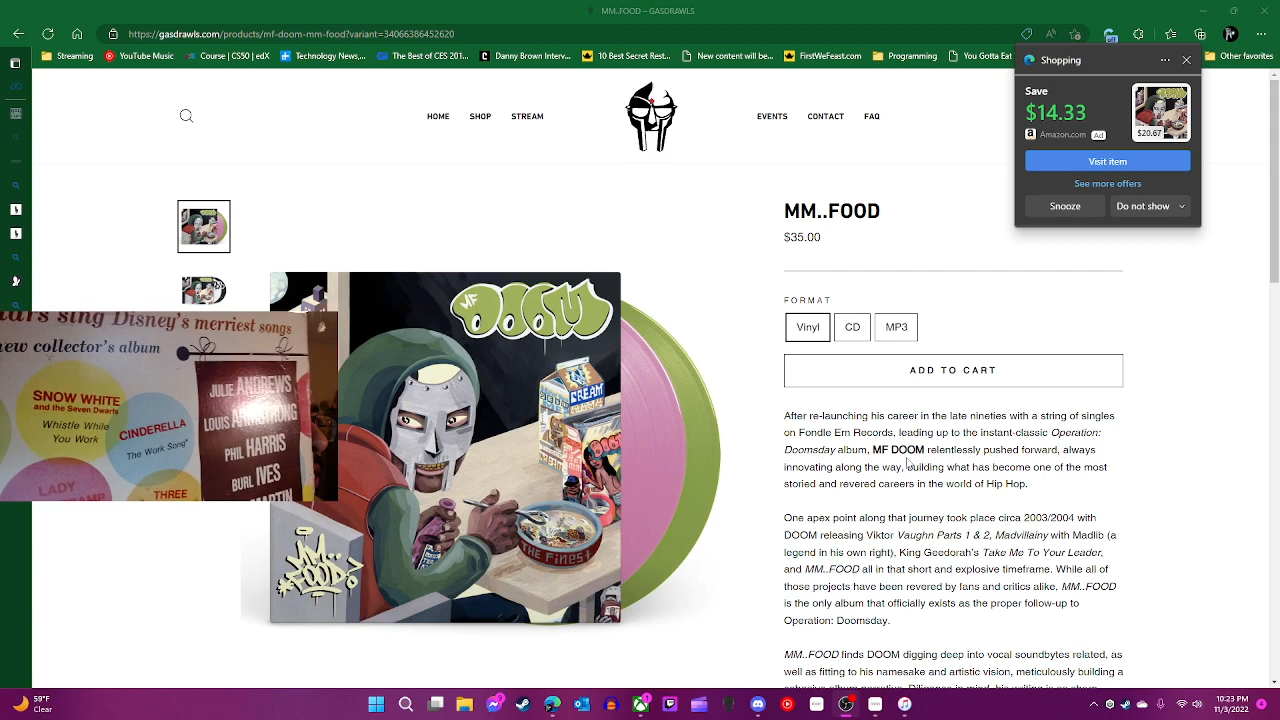 MM..FOOD – GASDRAWLS
https://gasdrawls.com/products/mf-doom-mm-food?variant=34066386452620
Streaming
YouTube Music
Course | CS50 | edX
Technology News...
The Best of CES 201...
Danny Brown Interv...
10 Best Secret Rest...
New content will be...
FirstWeFeast
Programming
You Gotta Eat
Other favorites
Shopping
Save
$14.33
Amazon.com Ad
$20.67
Visit item
See more offers
Snooze
Do not show
HOME
SHOP
STREAM
EVENTS
CONTACT
FAQ
MM..FOOD
$35.00
FORMAT
Vinyl
CD
MP3
ADD TO CART
After re-launching his career in the late nineties with a string of singles
on Fondle Em Records, leading up to the instant-classic Operation:
Doomsday album, MF DOOM relentlessly pushed forward, always
innovating along the way, building what has become one of the most
storied and revered careers in the world of Hip Hop.
One apex point along that journey took place circa 2003/2004 with
DOOM releasing Viktor Vaughn Parts 1 & 2, Madvillainy with Madlib (a
legend in his own right), King Geedorah's Take Me To Your Leader,
and MM..FOOD all in that short and explosive timeframe. While all of
those projects have been revered by fans and critics alike, MM..FOOD
is the only album that officially exists as the proper follow-up to
Operation: Doomsday.
MM..FOOD finds DOOM digging deep into vocal soundbytes related, as
well as fitting to his namesake and artistic vision, meticulously building a
MF DOOM
CREAM
THE FINEST
MM..
FOOD
sing Disney's merriest songs
new collector's album
SNOW WHITE
and the Seven Dwarfs
Whistle While
You Work
CINDERELLA
The Work Song
LADY
THREE
JULIE ANDREWS
LOUIS ARMSTRONG
PHIL HARRIS
BURL IVES
MARTIN
59°F
Clear
9
1
10:23 PM
11/3/2022
4